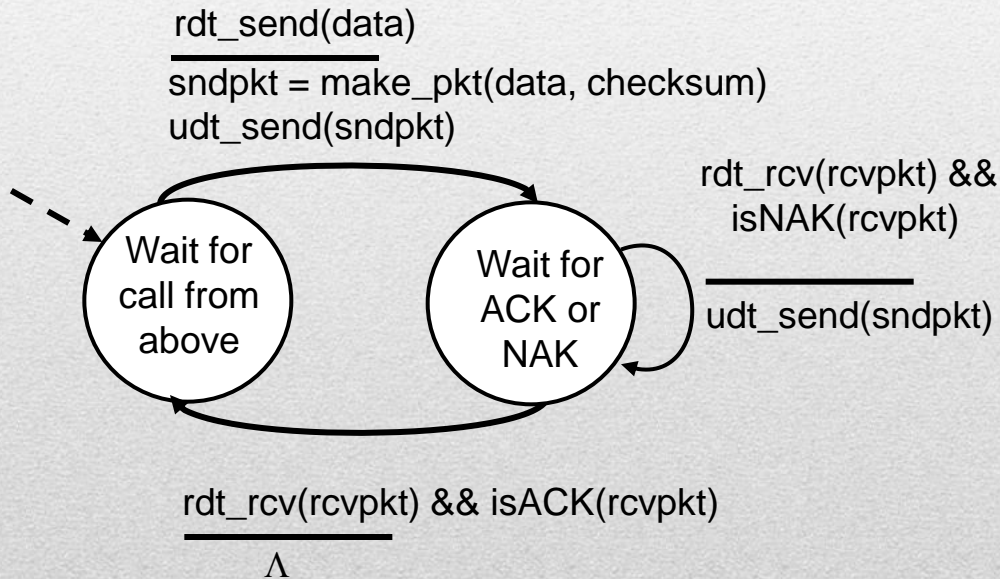 rdt_send(data)
sndpkt = make_pkt(data, checksum)
udt_send(sndpkt)
rdt_rcv(rcvpkt) &&
isNAK(rcvpkt)
udt_send(sndpkt)
Wait for
call from
above
Wait for
ACK or
NAK
rdt_rcv(rcvpkt) && isACK(rcvpkt)
Λ